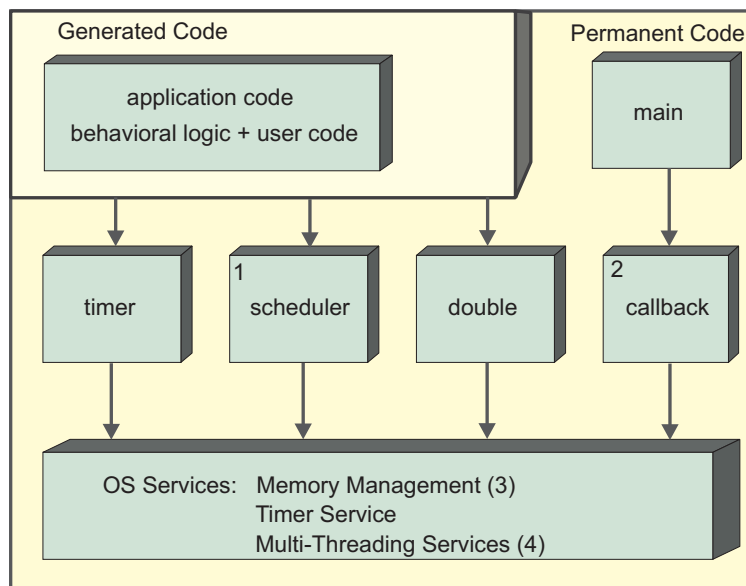 Generated Code
Permanent Code
application code
behavioral logic + user code
main
timer
1
scheduler
double
2
callback
OS Services: Memory Management (3)
Timer Service
Multi-Threading Services (4)